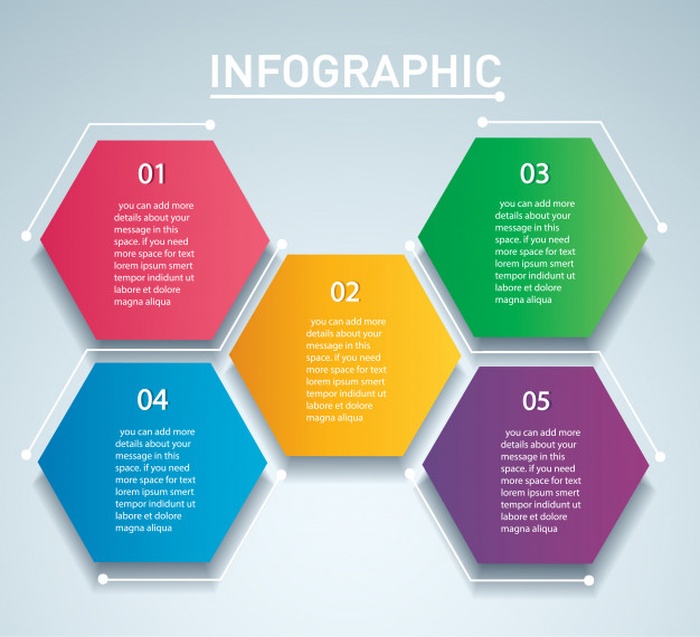 INFOGRAPHIC
01
you can add more
details about your
message in this
space. if you need
more space for text
lorem ipsum smert
tempor indidunt ut
labore et dolore
magna aliqua
02
you can add more
details about your
message in this
space. if you need
more space for text
lorem ipsum smert
tempor indidunt ut
labore et dolore
magna aliqua
03
you can add more
details about your
message in this
space. if you need
more space for text
lorem ipsum smert
tempor indidunt ut
labore et dolore
magna aliqua
04
you can add more
details about your
message in this
space. if you need
more space for text
lorem ipsum smert
tempor indidunt ut
labore et dolore
magna aliqua
05
you can add more
details about your
message in this
space. if you need
more space for text
lorem ipsum smert
tempor indidunt ut
labore et dolore
magna aliqua